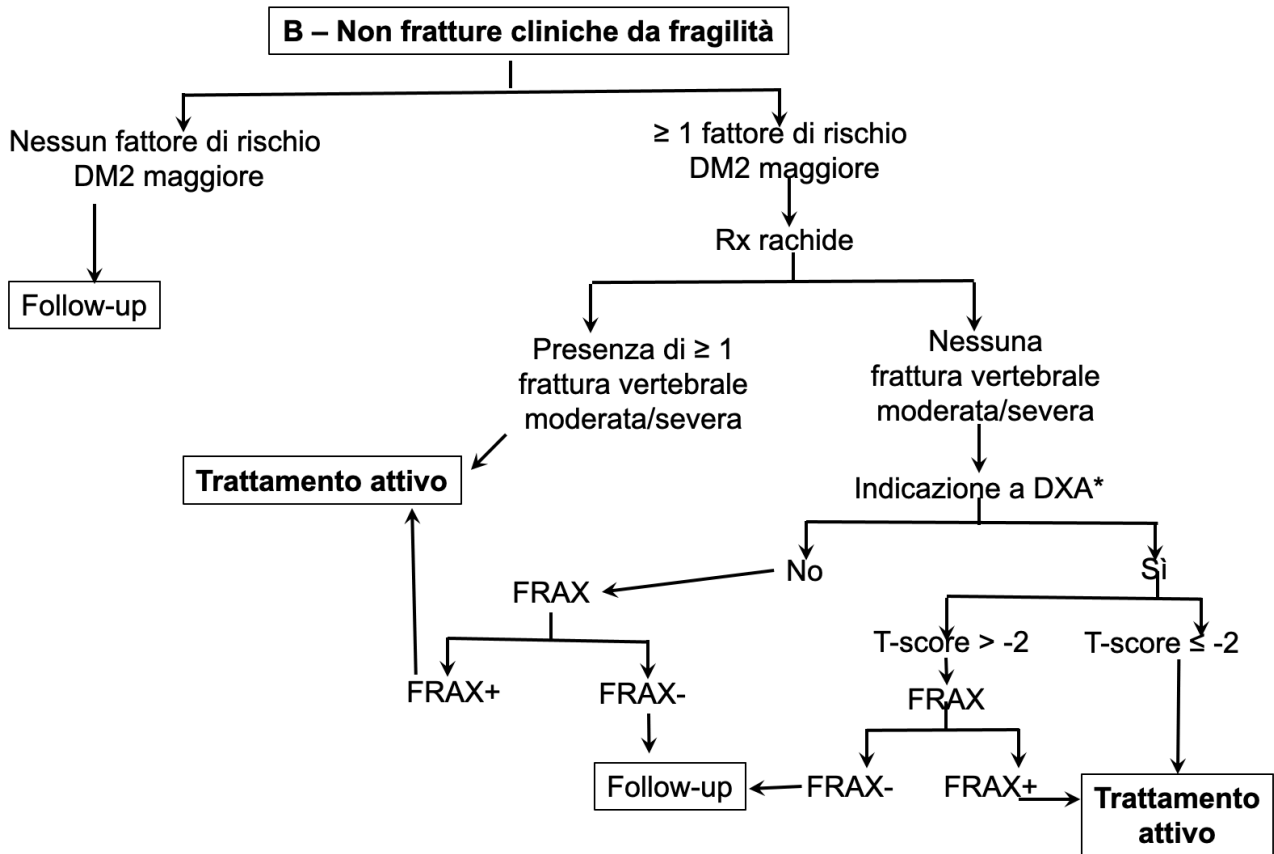 B – Non fratture cliniche da fragilità
Nessun fattore di rischio
DM2 maggiore
≥ 1 fattore di rischio
DM2 maggiore
Follow-up
Rx rachide
Presenza di ≥ 1
frattura vertebrale
moderata/severa
Nessuna
frattura vertebrale
moderata/severa
Trattamento attivo
Indicazione a DXA*
No
Sì
FRAX
T-score > -2
T-score ≤ -2
FRAX+
FRAX-
FRAX
Follow-up
FRAX-
FRAX+
Trattamento
attivo